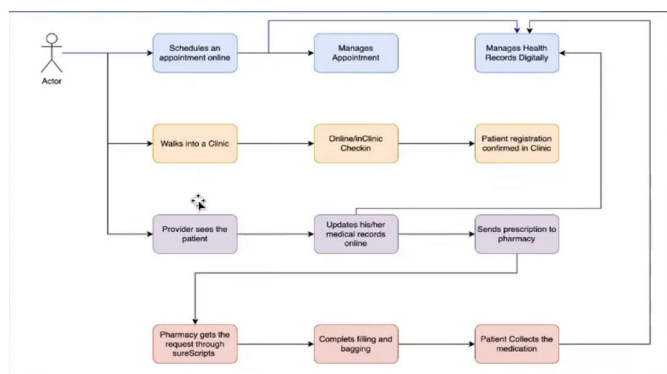 Schedules an
appointment online
Manages
Appointment
Manages Health
Records Digitally
Actor
Walks into a Clinic
Online/inClinic
Checkin
Patient registration
confirmed in Clinic
Provider sees the
patient
Updates his/her
medical records
online
Sends prescription to
pharmacy
Pharmacy gets the
request through
sureScripts
Complets filling and
bagging
Patient Collects the
medication